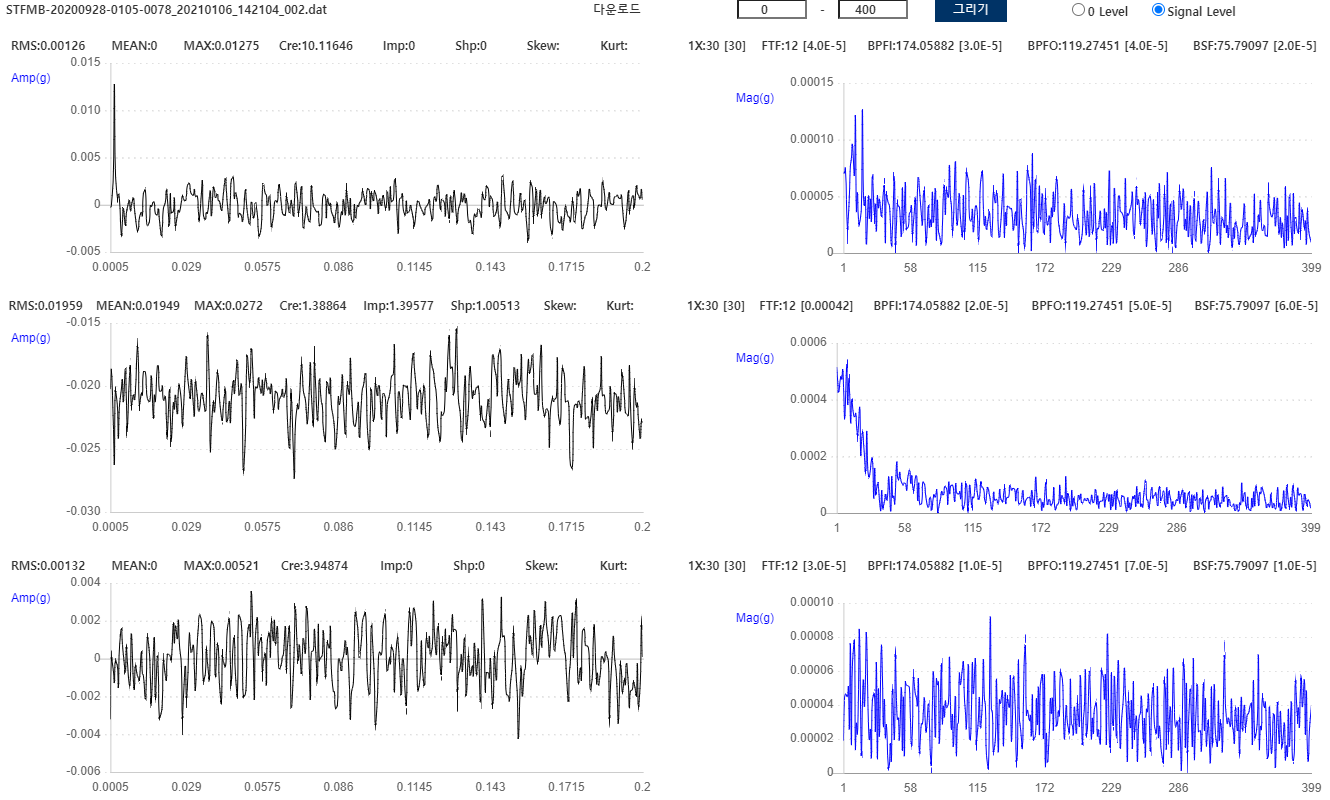 STFMB-20200928-0105-0078_20210106_142104_002.dat 다운로드 0 - 400 그리기 0 Level Signal Level
RMS:0.00126 MEAN:0 MAX:0.01275 Cre:10.11646 Imp:0 Shp:0 Skew: Kurt:
Amp(g)
0.015
0.010
0.005
0
-0.005
0.0005 0.029 0.0575 0.086 0.1145 0.143 0.1715 0.2
1X:30 [30] FTF:12 [4.0E-5] BPFI:174.05882 [3.0E-5] BPFO:119.27451 [4.0E-5] BSF:75.79097 [2.0E-5]
Mag(g)
0.00015
0.00010
0.00005
0
1 58 115 172 229 286 399
RMS:0.01959 MEAN:0.01949 MAX:0.0272 Cre:1.38864 Imp:1.39577 Shp:1.00513 Skew: Kurt:
Amp(g)
-0.015
-0.020
-0.025
-0.030
0.0005 0.029 0.0575 0.086 0.1145 0.143 0.1715 0.2
1X:30 [30] FTF:12 [0.00042] BPFI:174.05882 [2.0E-5] BPFO:119.27451 [5.0E-5] BSF:75.79097 [6.0E-5]
Mag(g)
0.0006
0.0004
0.0002
0
1 58 115 172 229 286 399
RMS:0.00132 MEAN:0 MAX:0.00521 Cre:3.94874 Imp:0 Shp:0 Skew: Kurt:
Amp(g)
0.004
0.002
0
-0.002
-0.004
-0.006
0.0005 0.029 0.0575 0.086 0.1145 0.143 0.1715 0.2
1X:30 [30] FTF:12 [3.0E-5] BPFI:174.05882 [1.0E-5] BPFO:119.27451 [7.0E-5] BSF:75.79097 [1.0E-5]
Mag(g)
0.00010
0.00008
0.00006
0.00004
0.00002
0
1 58 115 172 229 286 399